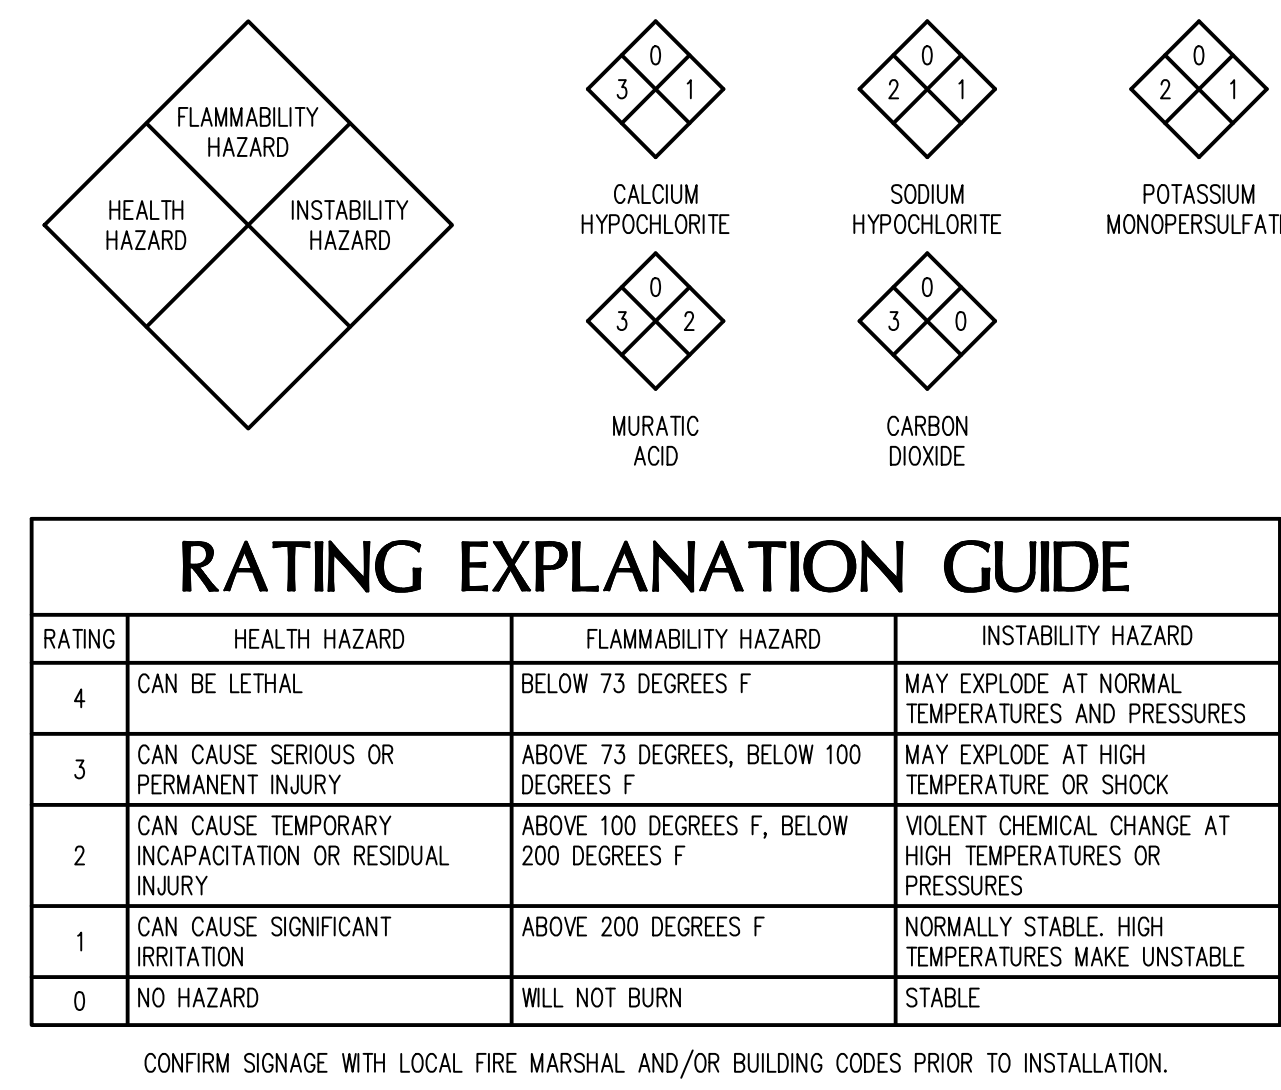 FLAMMABILITY
HAZARD
HEALTH
HAZARD
INSTABILITY
HAZARD
0
3 1
CALCIUM
HYPOCHLORITE
0
2 1
SODIUM
HYPOCHLORITE
0
2 1
POTASSIUM
MONOPERSULFAT
0
3 2
MURATIC
ACID
0
3 0
CARBON
DIOXIDE
RATING EXPLANATION GUIDE
RATING HEALTH HAZARD FLAMMABILITY HAZARD INSTABILITY HAZARD
4
CAN BE LETHAL
BELOW 73 DEGREES F
MAY EXPLODE AT NORMAL
TEMPERATURES AND PRESSURES
3
CAN CAUSE SERIOUS OR
PERMANENT INJURY
ABOVE 73 DEGREES, BELOW 100
DEGREES F
MAY EXPLODE AT HIGH
TEMPERATURE OR SHOCK
2
CAN CAUSE TEMPORARY
INCAPACITATION OR RESIDUAL
INJURY
ABOVE 100 DEGREES F, BELOW
200 DEGREES F
VIOLENT CHEMICAL CHANGE AT
HIGH TEMPERATURES OR
PRESSURES
1
CAN CAUSE SIGNIFICANT
IRRITATION
ABOVE 200 DEGREES F
NORMALLY STABLE. HIGH
TEMPERATURES MAKE UNSTABLE
0
NO HAZARD
WILL NOT BURN
STABLE
CONFIRM SIGNAGE WITH LOCAL FIRE MARSHAL AND/OR BUILDING CODES PRIOR TO INSTALLATION.